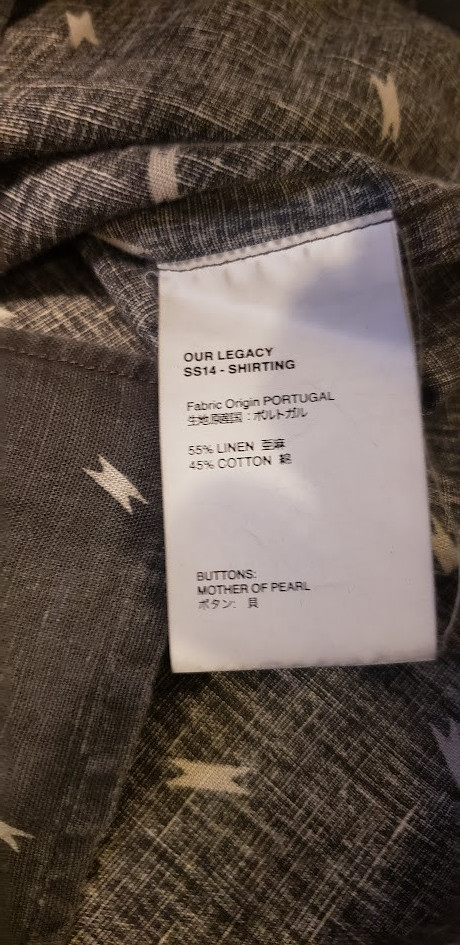 OUR LEGACY
SS14 - SHIRTING
Fabric Origin PORTUGAL
生地原産国：ポルトガル
55% LINEN 亜麻
45% COTTON 綿
BUTTONS:
MOTHER OF PEARL
ボタン: 貝